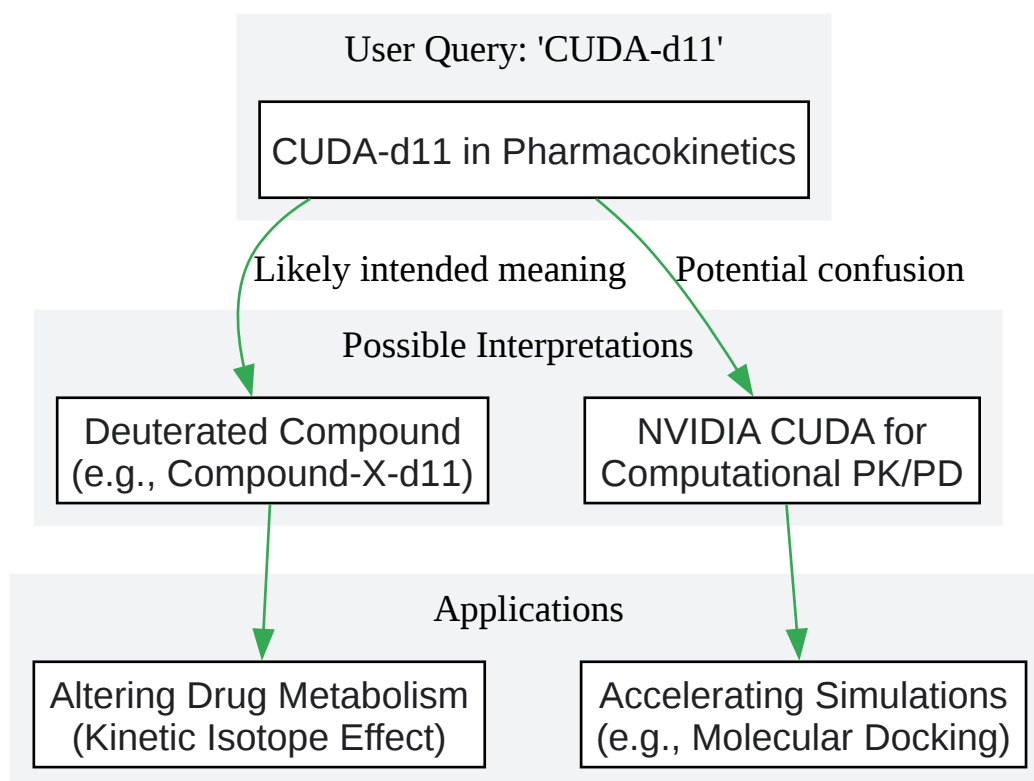 User Query: 'CUDA-d11'
CUDA-d11 in Pharmacokinetics
Likely intended meaning
Potential confusion
Possible Interpretations
Deuterated Compound
(e.g., Compound-X-d11)
NVIDIA CUDA for
Computational PK/PD
Applications
Altering Drug Metabolism
(Kinetic Isotope Effect)
Accelerating Simulations
(e.g., Molecular Docking)